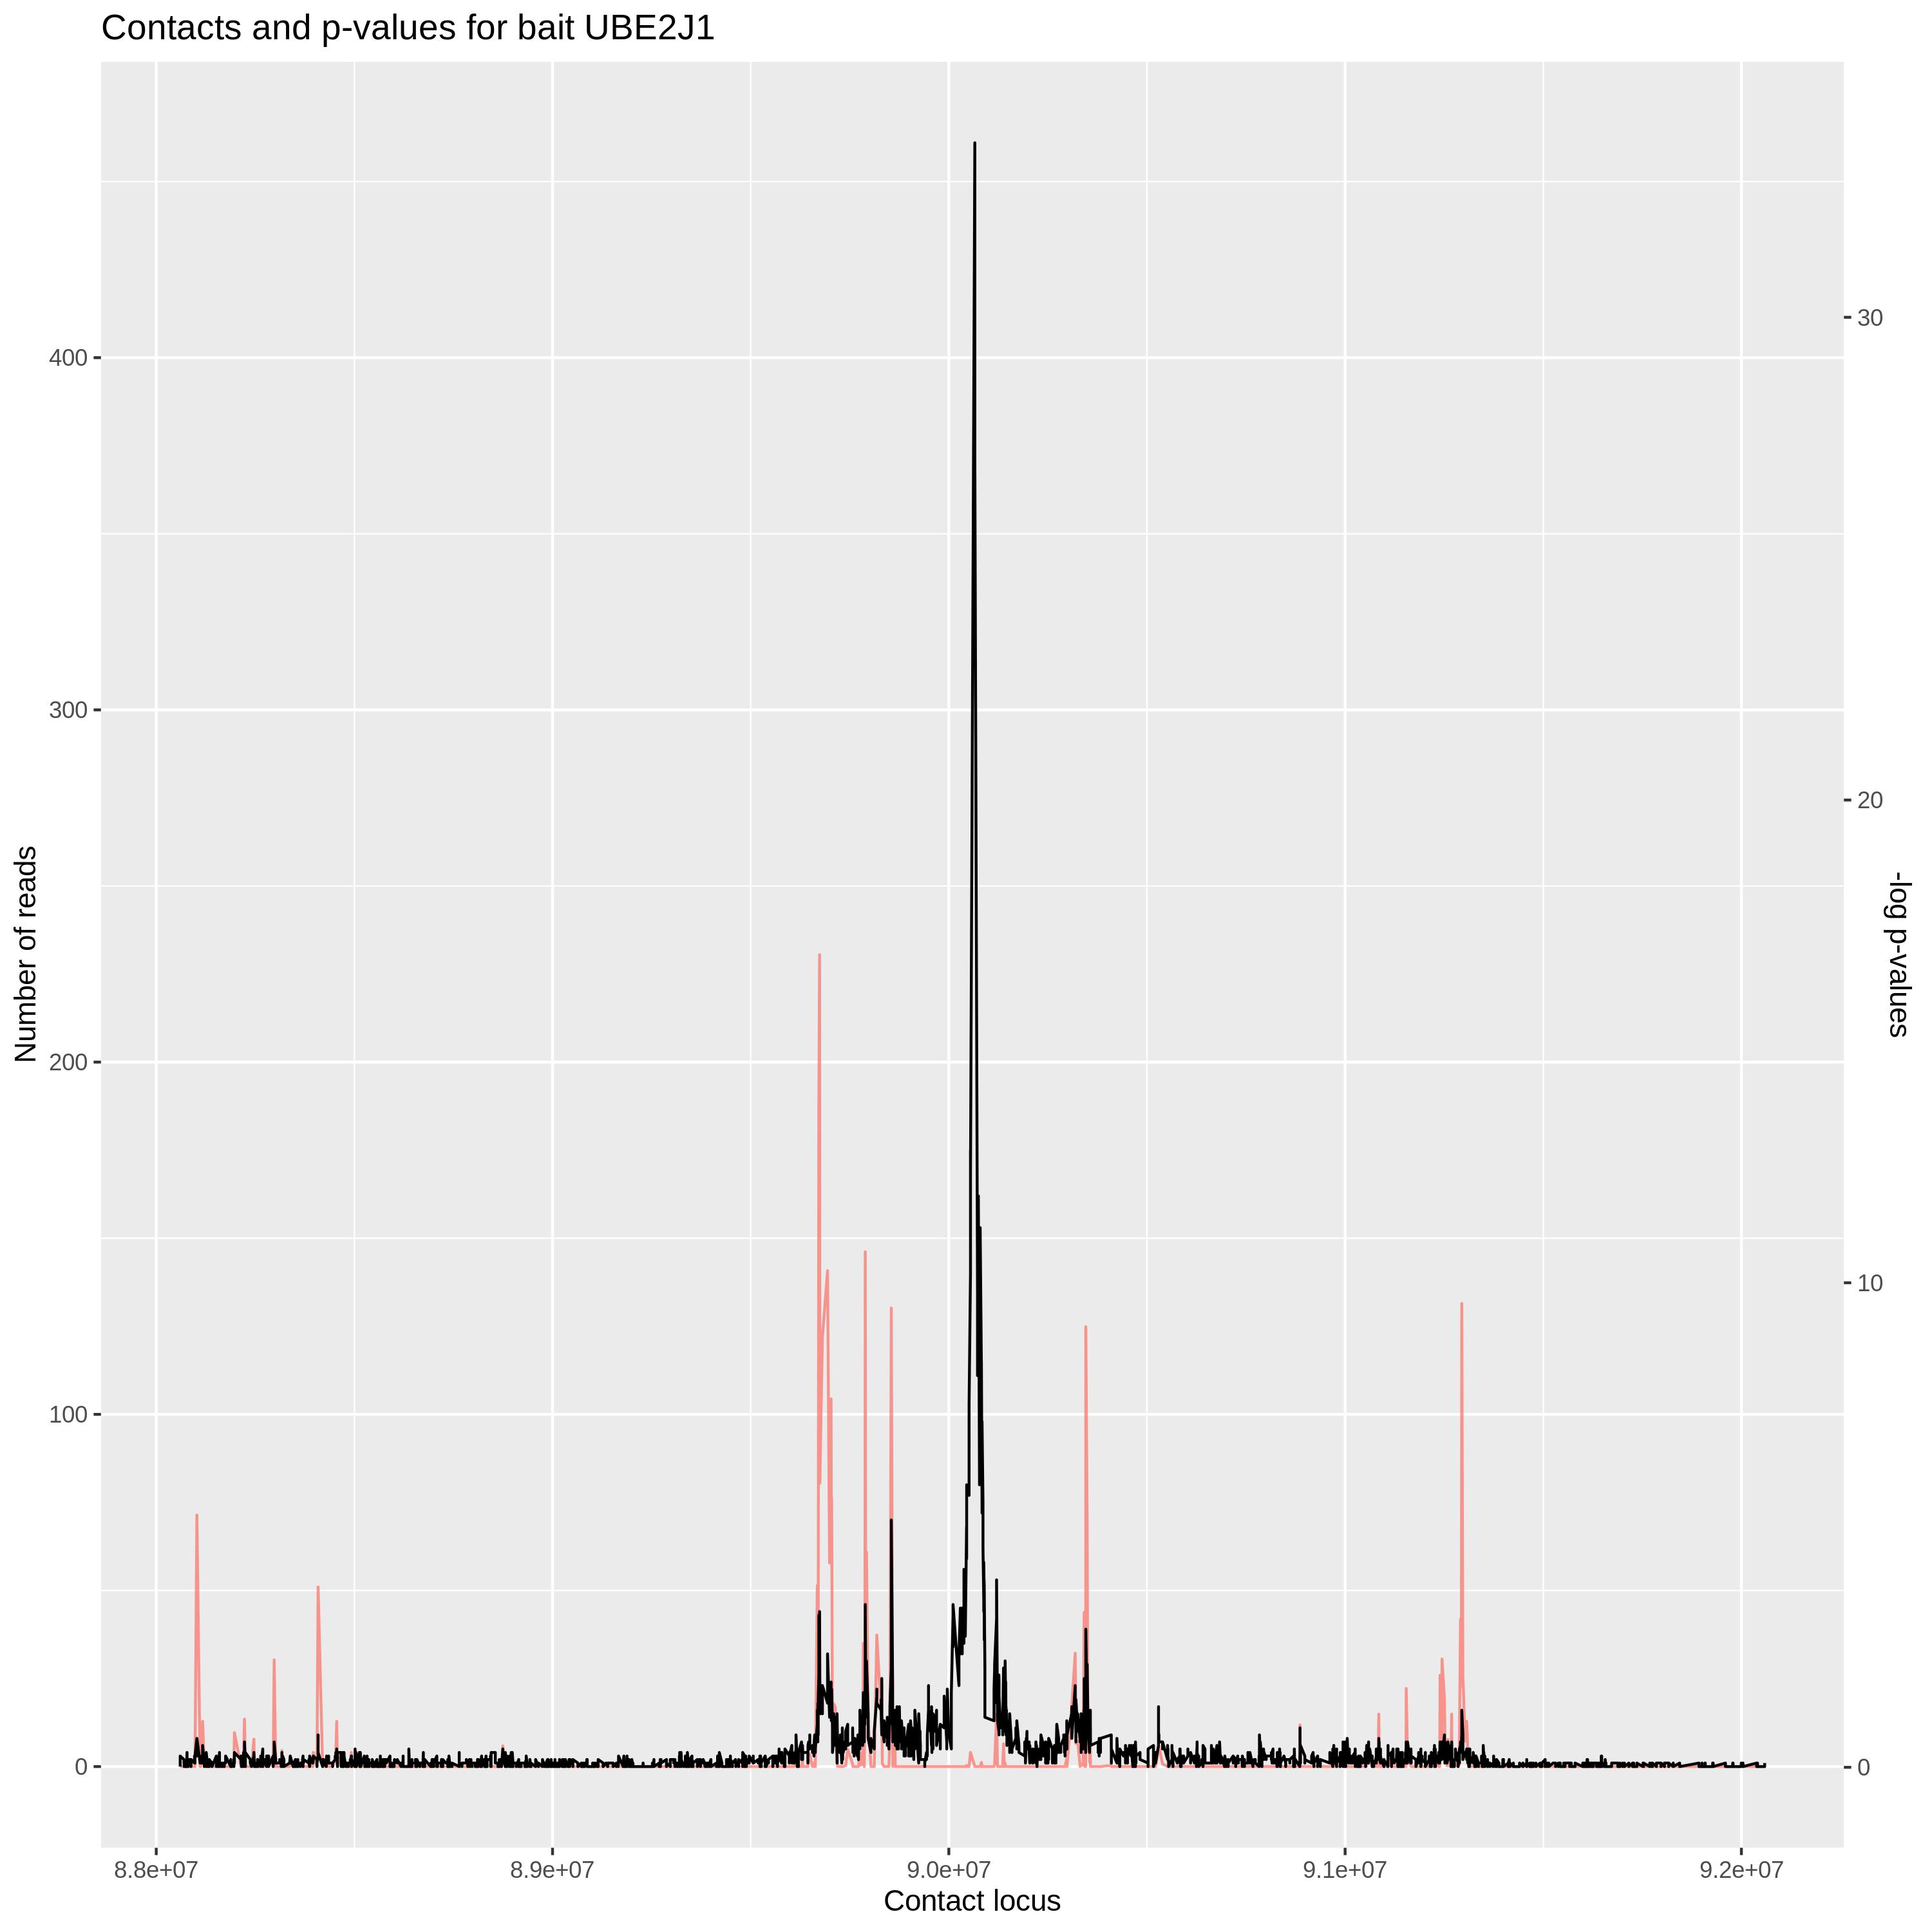 Contacts and p-values for bait UBE2J1
Number of reads
400
300
200
100
0
30
20
10
0
-log p-values
8.8e+07
8.9e+07
9.0e+07
9.1e+07
9.2e+07
Contact locus